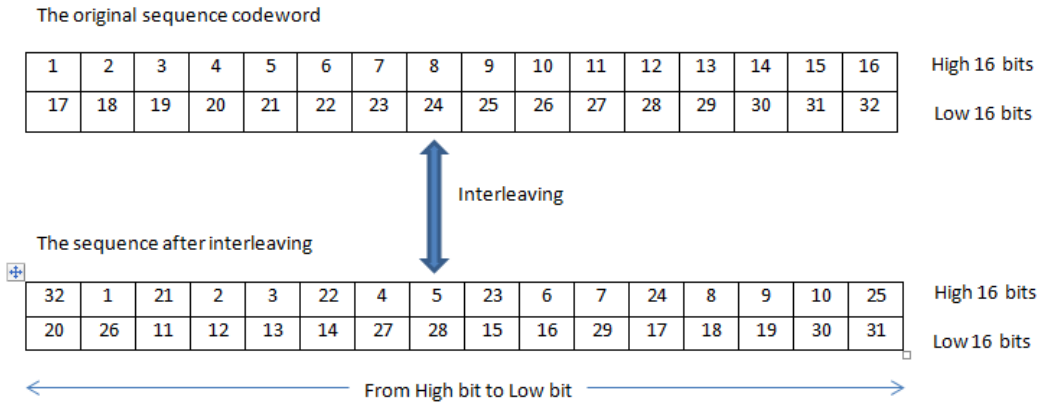 The original sequence codeword
1 2 3 4 5 6 7 8 9 10 11 12 13 14 15 16 High 16 bits
17 18 19 20 21 22 23 24 25 26 27 28 29 30 31 32 Low 16 bits
Interleaving
The sequence after interleaving
32 1 21 2 3 22 4 5 23 6 7 24 8 9 10 25 High 16 bits
20 26 11 12 13 14 27 28 15 16 29 17 18 19 30 31 Low 16 bits
From High bit to Low bit